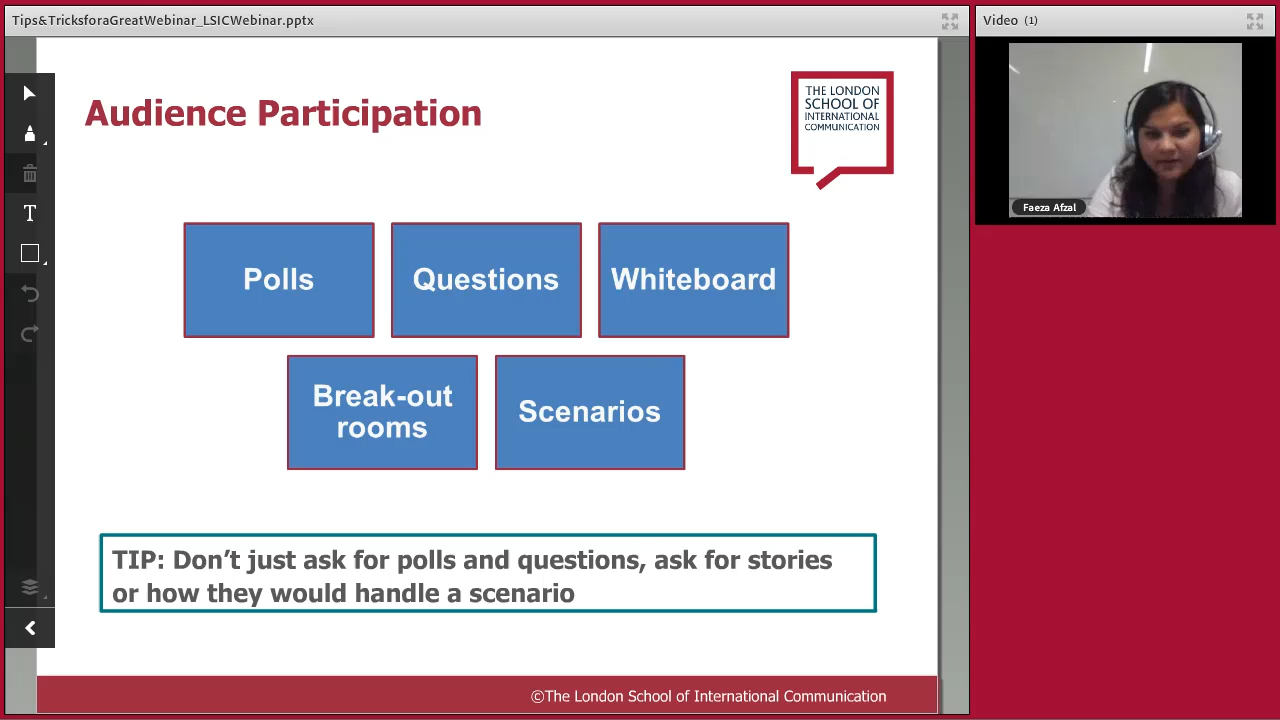 Tips&TricksforaGreatWebinar_LSICWebinar.pptx
Video (1)
Audience Participation
THE LONDON
SCHOOL OF
INTERNATIONAL
COMMUNICATION
Faeza Afzal
Polls
Questions
Whiteboard
Break-out
rooms
Scenarios
TIP: Don’t just ask for polls and questions, ask for stories
or how they would handle a scenario
©The London School of International Communication
T